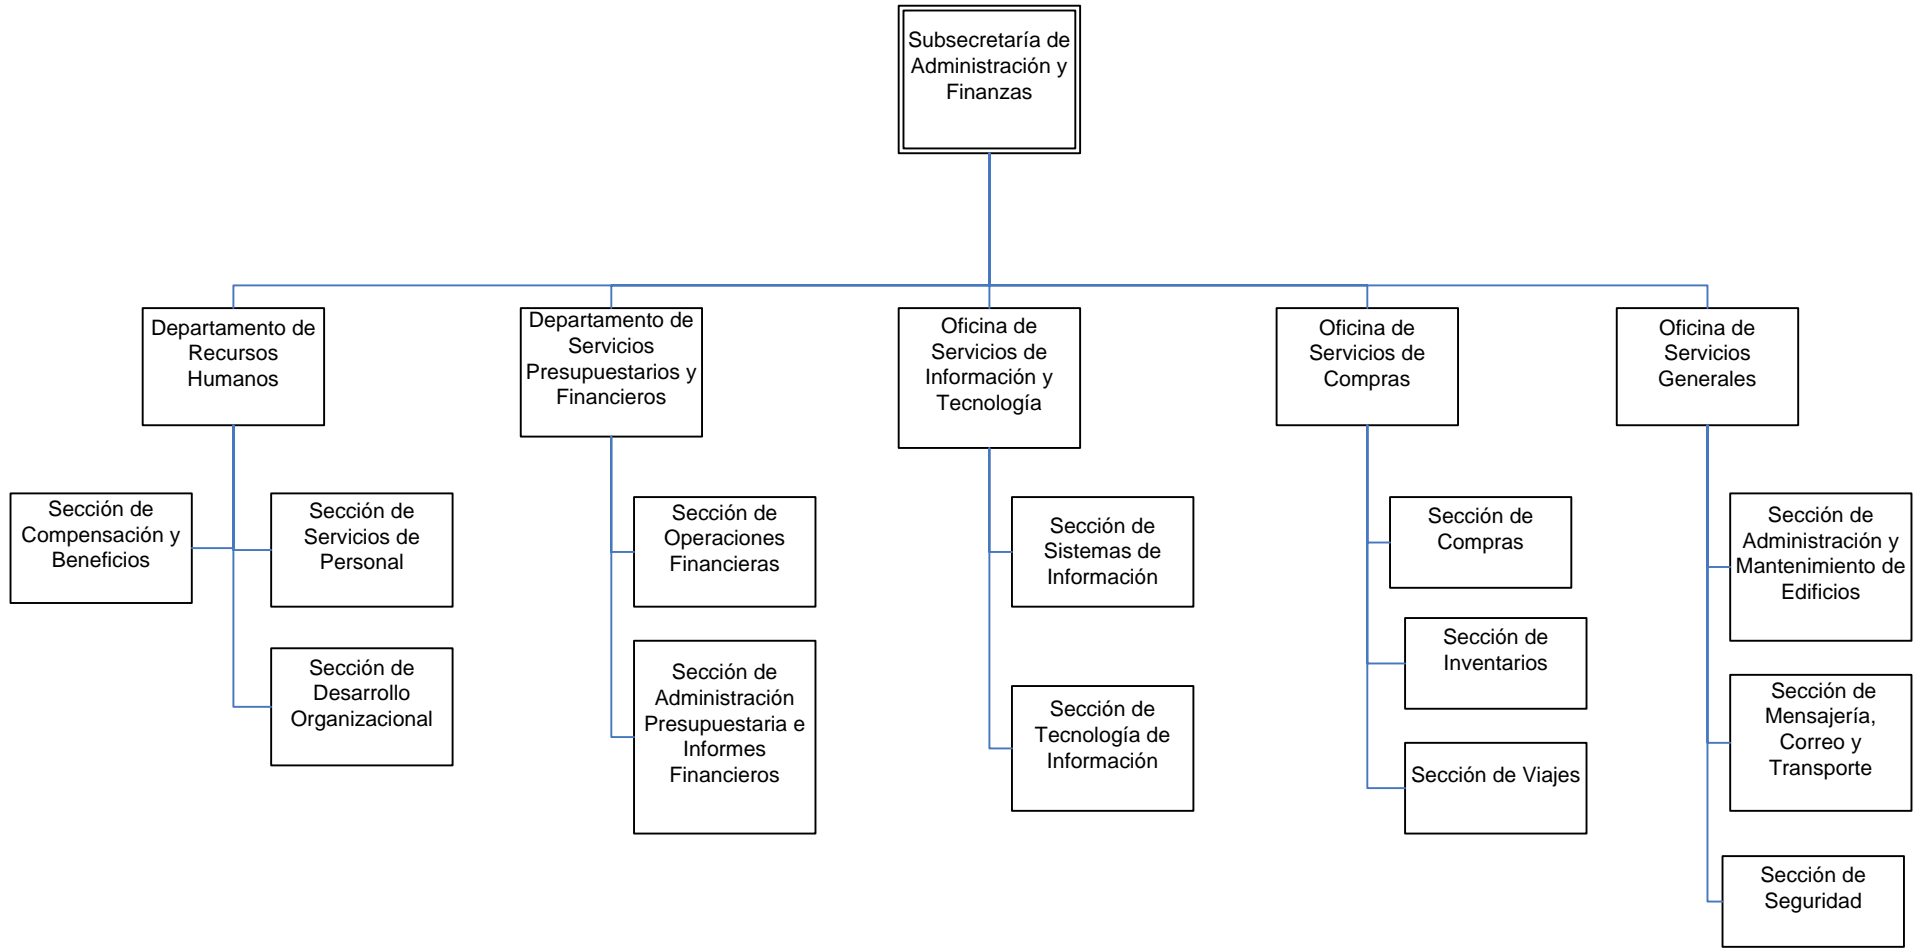 Subsecretaría de
Administración y
Finanzas
Departamento de
Recursos
Humanos
Departamento de
Servicios
Presupuestarios y
Financieros
Oficina de
Servicios de
Información y
Tecnología
Oficina de
Servicios de
Compras
Oficina de
Servicios
Generales
Sección de
Compensación y
Beneficios
Sección de
Servicios de
Personal
Sección de
Desarrollo
Organizacional
Sección de
Operaciones
Financieras
Sección de
Administración
Presupuestaria e
Informes
Financieros
Sección de
Sistemas de
Información
Sección de
Tecnología de
Información
Sección de
Compras
Sección de
Inventarios
Sección de Viajes
Sección de
Administración y
Mantenimiento de
Edificios
Sección de
Mensajería,
Correo y
Transporte
Sección de
Seguridad